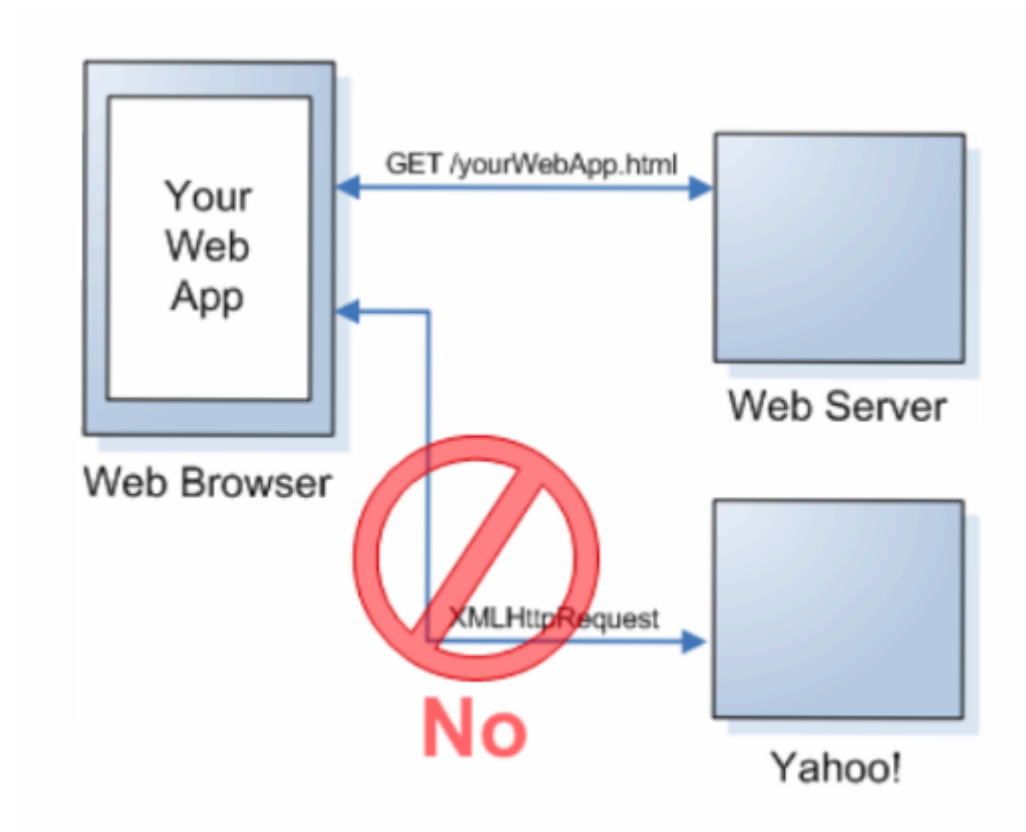 GET /yourWebApp.html
Your
Web
App
Web Server
Web Browser
XMLHttpRequest
No
Yahoo!